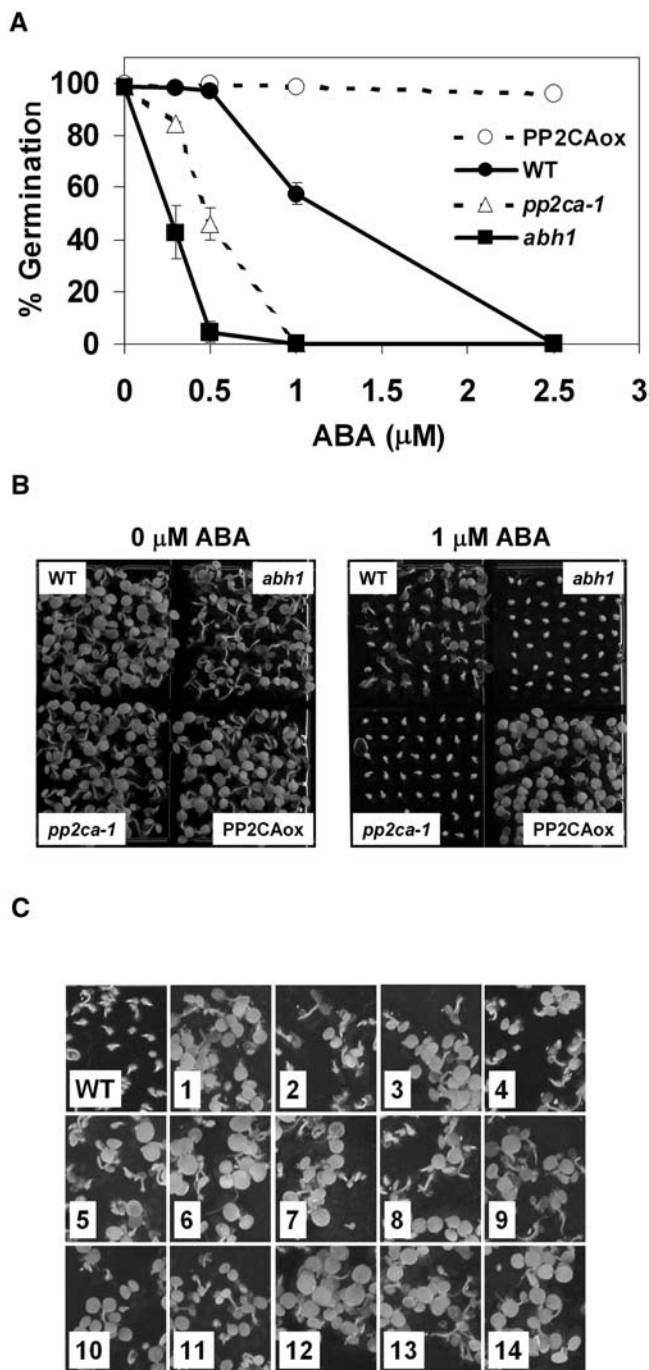 A
100
80
60
40
20
0
% Germination
PP2CAox
WT
pp2ca-1
abh1
0 0.5 1 1.5 2 2.5 3
ABA (μM)
B
0 μM ABA 1 μM ABA
WT abh1 WT abh1
pp2ca-1 PP2CAox pp2ca-1 PP2CAox
C
WT 1 2 3 4
5 6 7 8 9
10 11 12 13 14